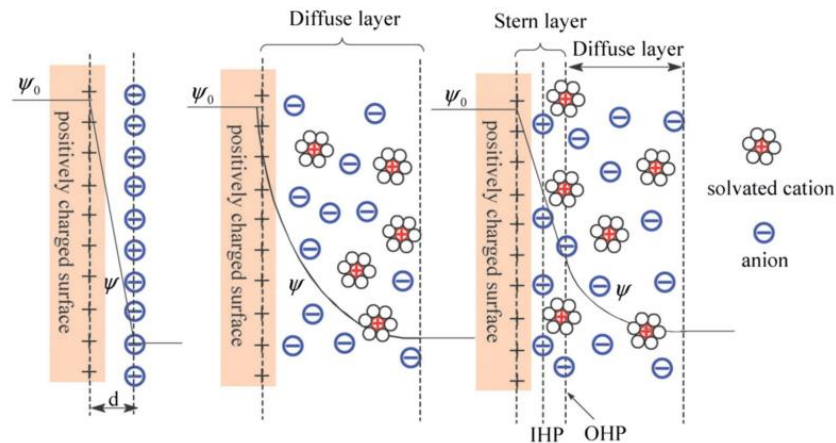 Diffuse layer
Stern layer
Diffuse layer
ψ₀
ψ₀
ψ₀
positively charged surface
positively charged surface
positively charged surface
ψ
ψ
ψ
solvated cation
anion
d
IHP
OHP